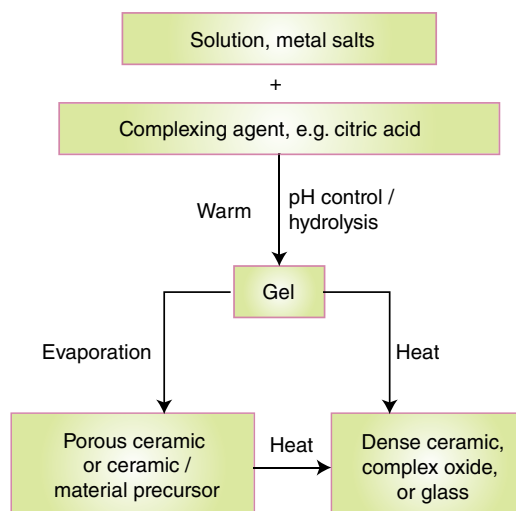 Solution, metal salts
+
Complexing agent, e.g. citric acid
Warm
pH control /
hydrolysis
Gel
Evaporation
Heat
Porous ceramic
or ceramic /
material precursor
Heat
Dense ceramic,
complex oxide,
or glass